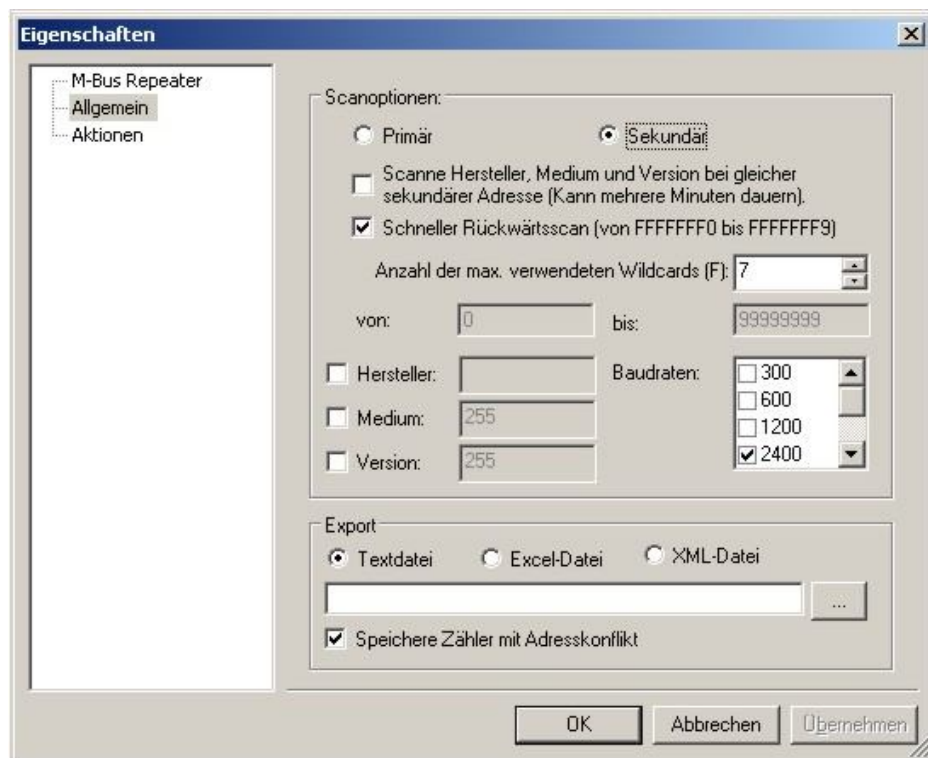 Eigenschaften
M-Bus Repeater
Allgemein
Aktionen
Scanoptionen:
Primär
Sekundär
Scanne Hersteller, Medium und Version bei gleicher
sekundärer Adresse (Kann mehrere Minuten dauern).
Schneller Rückwärtsscan (von FFFFFFF0 bis FFFFFFF9)
Anzahl der max. verwendeten Wildcards (F): 7
von: 0 bis: 99999999
Hersteller:
Medium: 255
Version: 255
Baudraten:
300
600
1200
2400
Export
Textdatei
Excel-Datei
XML-Datei
...
Speichere Zähler mit Adresskonflikt
OK
Abbrechen
Übernehmen